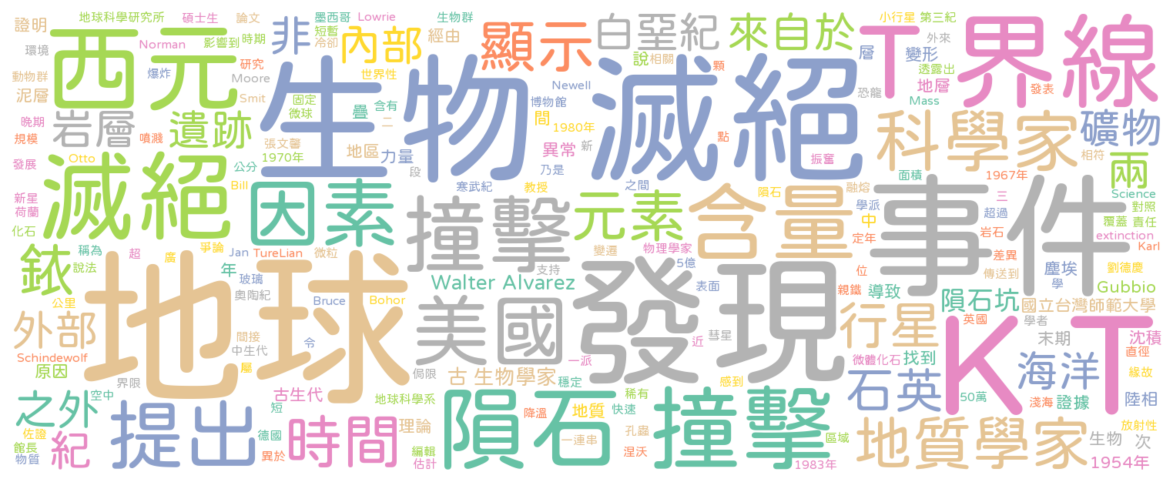 地球科學研究所
碩士生
論文
墨西哥
Lowrie
生物群
小行星
第三紀
證明
西元
影響到
短暫
冷卻
時期
非
內部
經由
顯示
白堊紀
來自於
層
外來
環境
Norman
爆炸
研究
世界性
說
相關
顆
變形
透露出
T 界線
動物群
Moore
Newell
地層
發表
泥層
Smit
固定
微球
生物 滅絕
疊
含有
博物館
恐龍
Mass
晚期
岩層
遺跡
二
間
1980年
科學家
礦物
規模
噴濺
張文馨
地區
力量
異常
新
點
相符
發展
滅絕
Otto
1970年
段
乃是
振奮
1967年
兩
公分
寒武紀
教授
之間
隕石
融熔
面積
Science
新星
荷蘭
Bill
因素
撞擊
元素
含量
學派
事件
三
對照
化石
中
超過
覆蓋
責任
銥
稱為
爭論
Jan
TureLian
微粒
變遷
物理學家
定年
岩石
extinction
說法
超
廣
支持
5億
位
差異
Karl
年
玻璃
Walter Alvarez
表面
親鐵
傳送到
塵埃
劉德慶
奧陶紀
地球
發現
導致
學
Gubbio
公里
Bruce
Bohor
美國
彗星
隕石坑
國立台灣師範大學
外部
間接
令
近
行星
英國
學者
中生代
末期
沈積
Schindewolf
屬
一派
微體化石
找到
K T
直徑
原因
界限
侷限
古 生物學家
穩定
感到
石英
海洋
緣故
之外
空中
古生代
地球科學系
稀有
50萬
淺海
證據
陸相
提出
短
隕石 撞擊
降溫
地質
快速
佐證
時間
理論
孔蟲
區域
地質學家
放射性
館長
紀
德國
編輯
一連串
生物
次
物質
異於
估計
涅沃
1983年
1954年